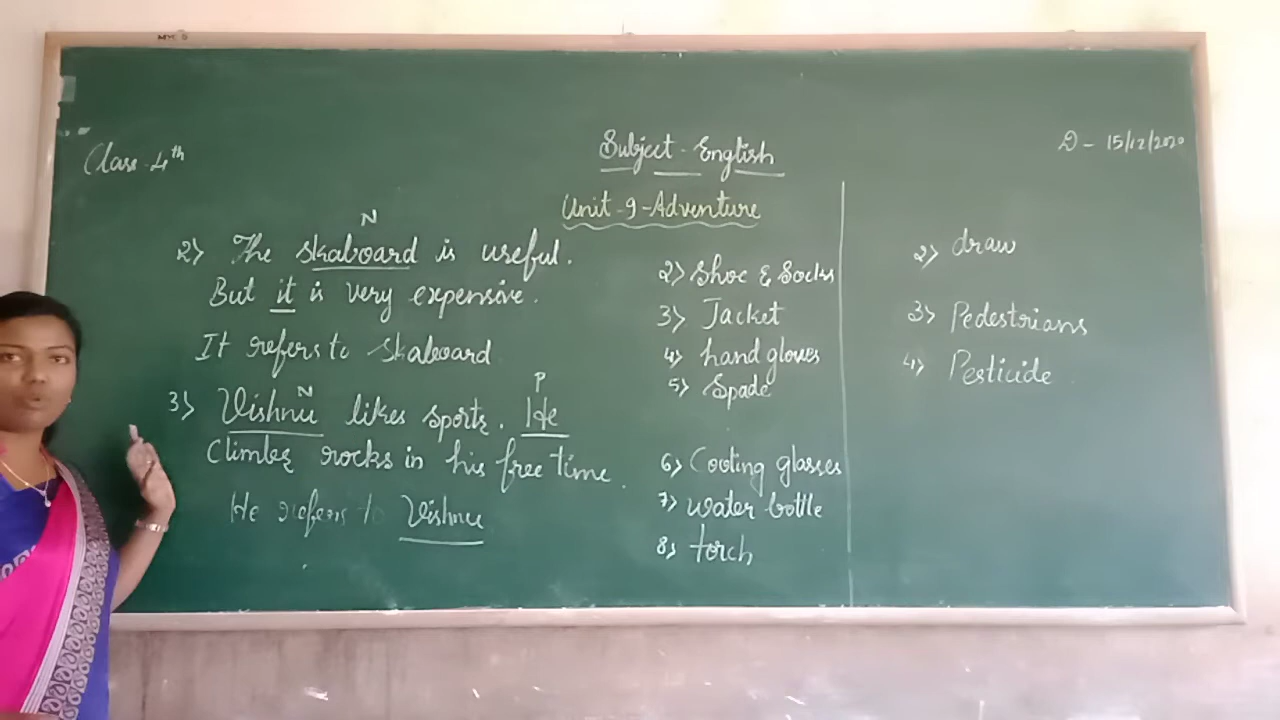 Class-4th
Subject-English
D-15/12/2020
Unit-9-Adventure
N
2) The skaboard is useful.
But it is very expensive.
It refers to skaboard
N
P
3) Vishnu likes sports. He
Climbs rocks in his free time.
He refers to Vishnu
2) Shoe & Socks
3) Jacket
4) hand gloves
5) Spade
6) Cooling glasses
7) water bottle
8) torch
2) draw
3) Pedestrians
4) Pesticide